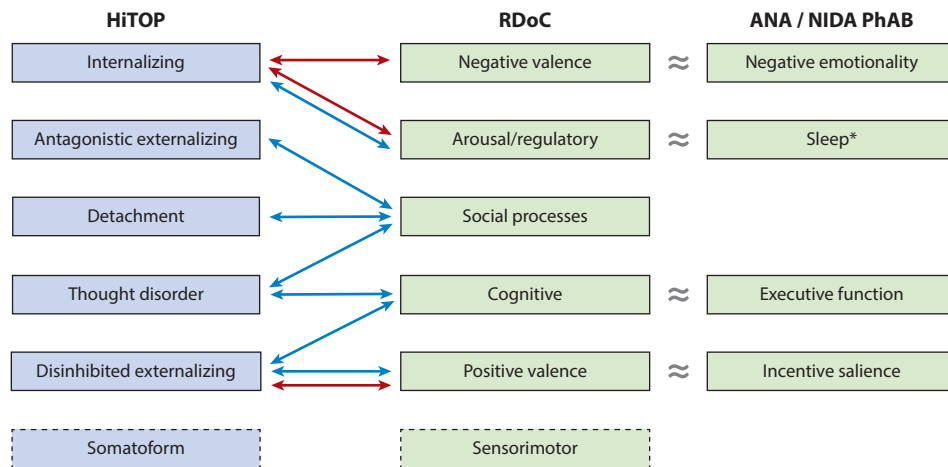 HiTOP RDoC ANA / NIDA PhAB
Internalizing Negative valence ≈ Negative emotionality
Antagonistic externalizing Arousal/regulatory ≈ Sleep*
Detachment Social processes
Thought disorder Cognitive ≈ Executive function
Disinhibited externalizing Positive valence ≈ Incentive salience
Somatoform Sensorimotor